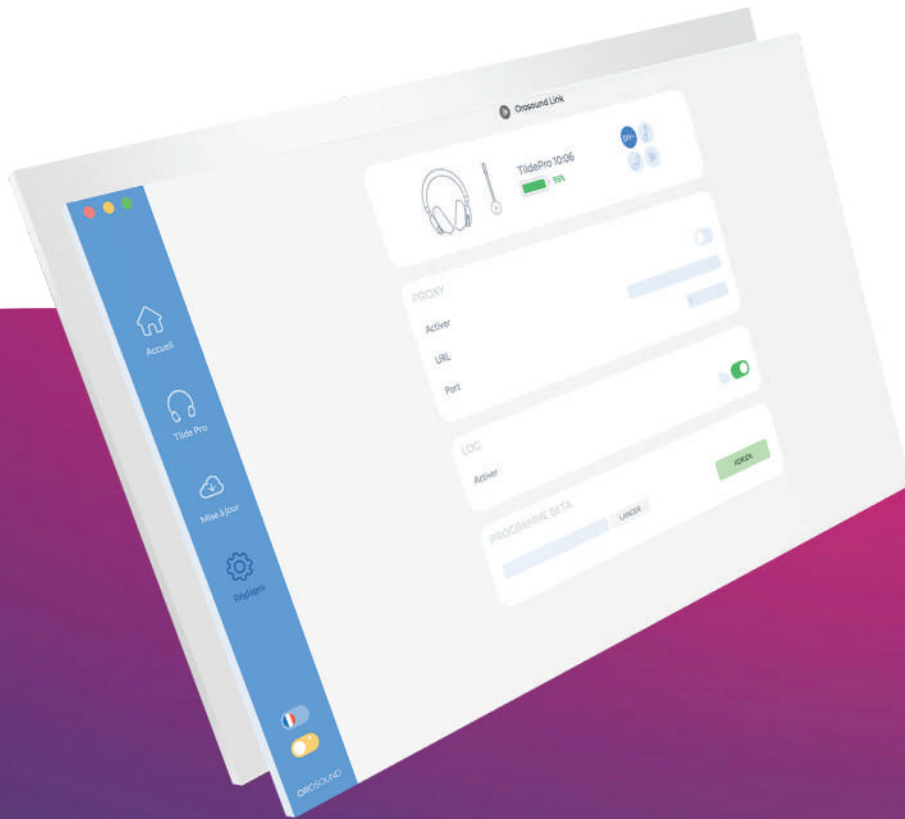 Orosound Link
TildePro 10:06
Accueil
Tilde Pro
Mise à jour
Réglages
OROSOUND
PROXY
Activer
URL
Port
LOG
Activer
PROGRAMME BETA
LANCER